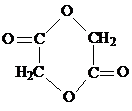 O
O=C CH₂
H₂C C=O
O